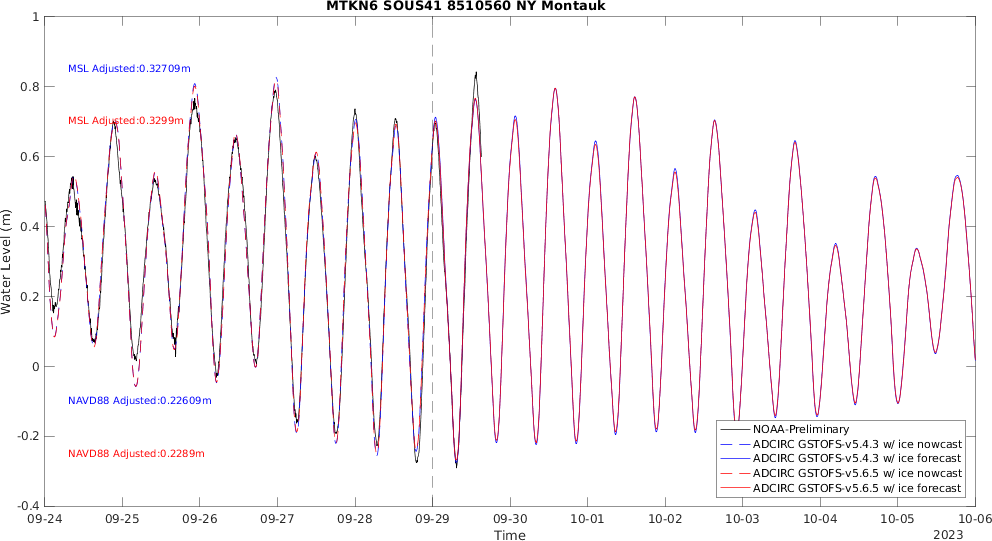 MTKN6 SOUS41 8510560 NY Montauk
Water Level (m)
1
0.8
0.6
0.4
0.2
0
-0.2
-0.4
MSL Adjusted:0.32709m
MSL Adjusted:0.3299m
NAVD88 Adjusted:0.22609m
NAVD88 Adjusted:0.2289m
NOAA-Preliminary
ADCIRC GSTOFS-v5.4.3 w/ ice nowcast
ADCIRC GSTOFS-v5.4.3 w/ ice forecast
ADCIRC GSTOFS-v5.6.5 w/ ice nowcast
ADCIRC GSTOFS-v5.6.5 w/ ice forecast
09-24 09-25 09-26 09-27 09-28 09-29 09-30 10-01 10-02 10-03 10-04 10-05 10-06
Time
2023